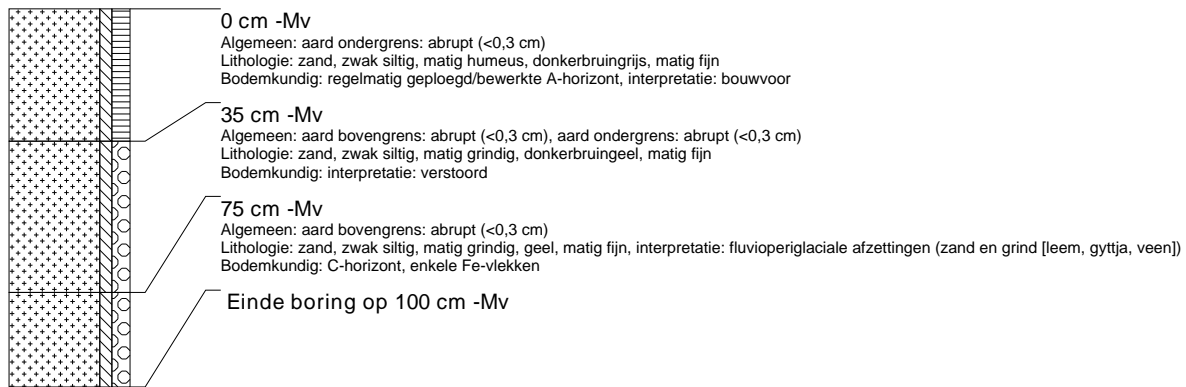 0 cm -Mv
Algemeen: aard ondergrens: abrupt (<0,3 cm)
Lithologie: zand, zwak siltig, matig humeus, donkerbruingrijs, matig fijn
Bodemkundig: regelmatig geploegd/bewerkte A-horizont, interpretatie: bouwvoor
35 cm -Mv
Algemeen: aard bovengrens: abrupt (<0,3 cm), aard ondergrens: abrupt (<0,3 cm)
Lithologie: zand, zwak siltig, matig grindig, donkerbruingeel, matig fijn
Bodemkundig: interpretatie: verstoord
75 cm -Mv
Algemeen: aard bovengrens: abrupt (<0,3 cm)
Lithologie: zand, zwak siltig, matig grindig, geel, matig fijn, interpretatie: fluvioperiglaciale afzettingen (zand en grind [leem, gyttja, veen])
Bodemkundig: C-horizont, enkele Fe-vlekken
Einde boring op 100 cm -Mv